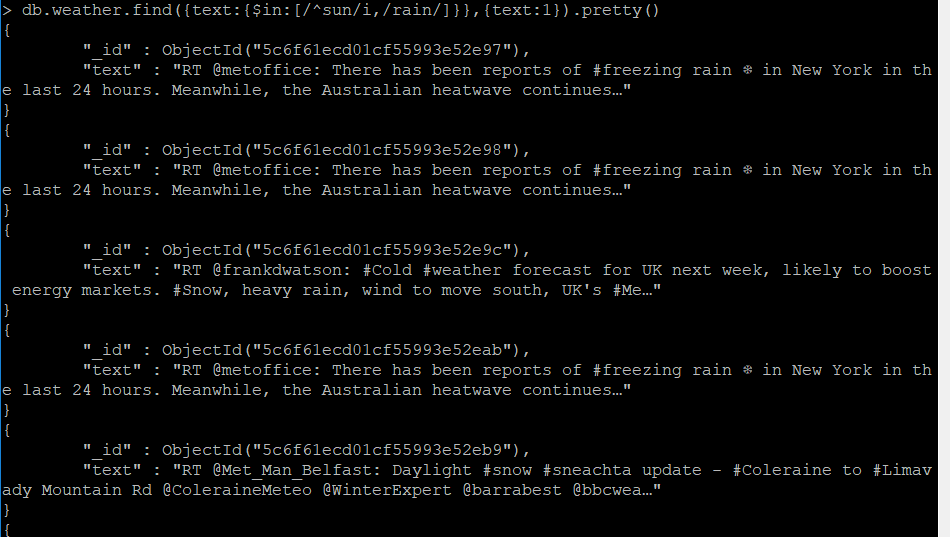 > db.weather.find({text:{$in:[/^sun/i,/rain/]}},{text:1}).pretty()
{
"_id" : ObjectId("5c6f61ecd01cf55993e52e97"),
"text" : "RT @metoffice: There has been reports of #freezing rain ❄ in New York in th
e last 24 hours. Meanwhile, the Australian heatwave continues…"
}
{
"_id" : ObjectId("5c6f61ecd01cf55993e52e98"),
"text" : "RT @metoffice: There has been reports of #freezing rain ❄ in New York in th
e last 24 hours. Meanwhile, the Australian heatwave continues…"
}
{
"_id" : ObjectId("5c6f61ecd01cf55993e52e9c"),
"text" : "RT @frankdwatson: #Cold #weather forecast for UK next week, likely to boost
energy markets. #Snow, heavy rain, wind to move south, UK's #Me…"
}
{
"_id" : ObjectId("5c6f61ecd01cf55993e52eab"),
"text" : "RT @metoffice: There has been reports of #freezing rain ❄ in New York in th
e last 24 hours. Meanwhile, the Australian heatwave continues…"
}
{
"_id" : ObjectId("5c6f61ecd01cf55993e52eb9"),
"text" : "RT @Met_Man_Belfast: Daylight #snow #sneachta update - #Coleraine to #Limav
ady Mountain Rd @ColeraineMeteo @WinterExpert @barrabest @bbcwea…"
}
{